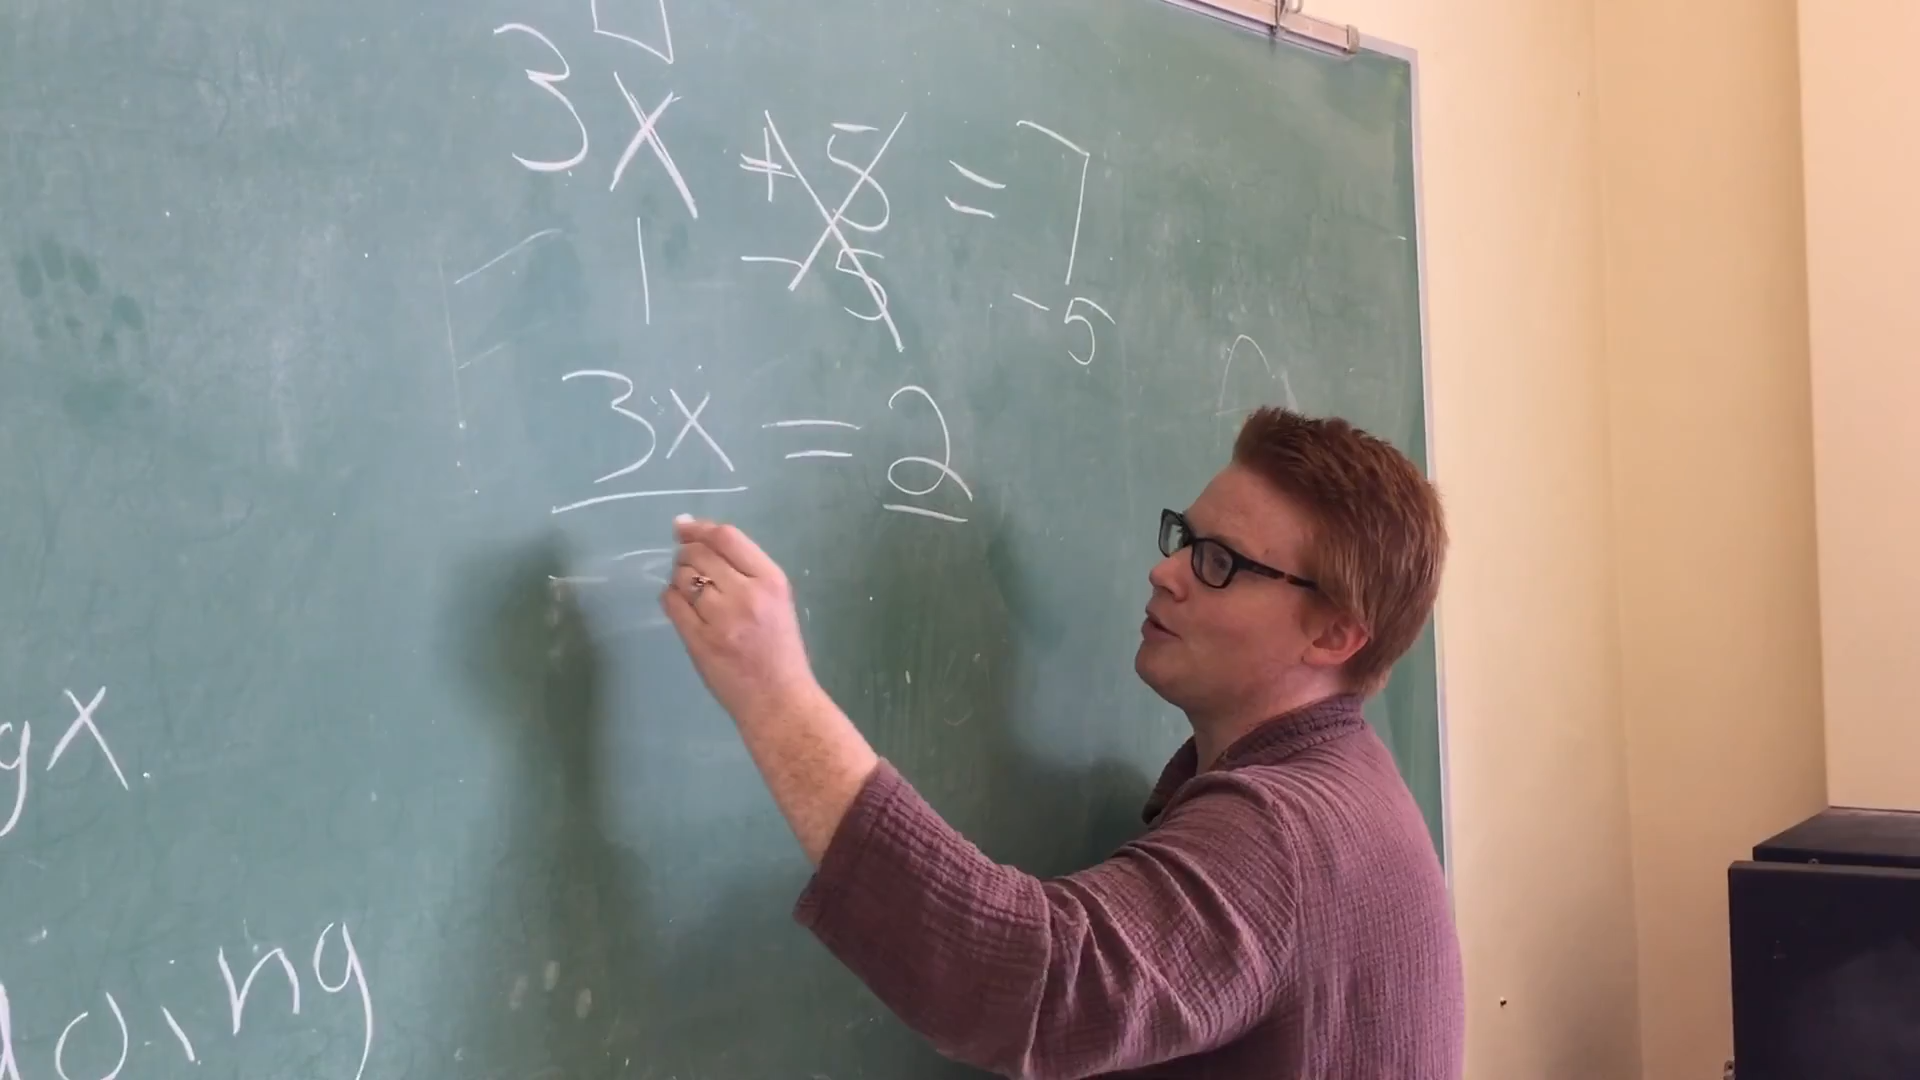 3x + 5 = 7
- 5 - 5
3x = 2
gx.
doing